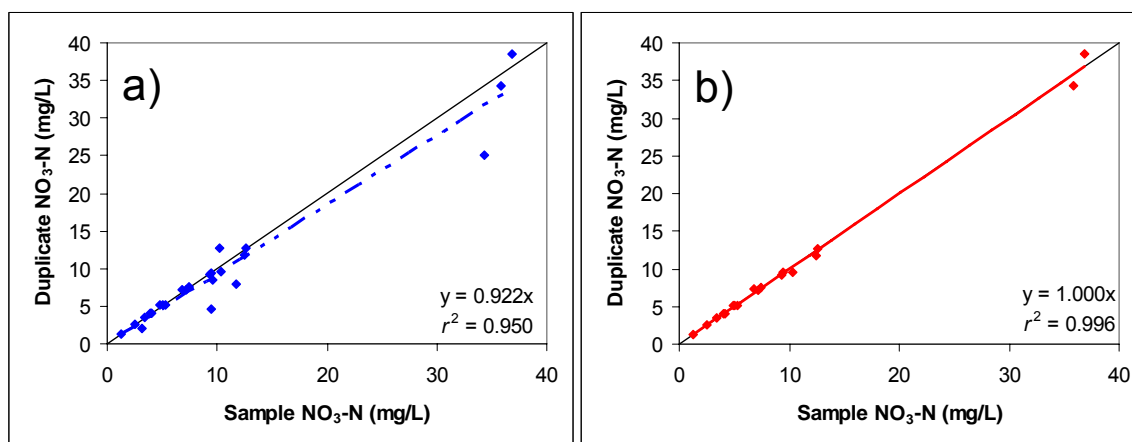 a)
Duplicate NO₃-N (mg/L)
40
35
30
25
20
15
10
5
0
y = 0.922x
r² = 0.950
0 10 20 30 40
Sample NO₃-N (mg/L)
b)
Duplicate NO₃-N (mg/L)
40
35
30
25
20
15
10
5
0
y = 1.000x
r² = 0.996
0 10 20 30 40
Sample NO₃-N (mg/L)